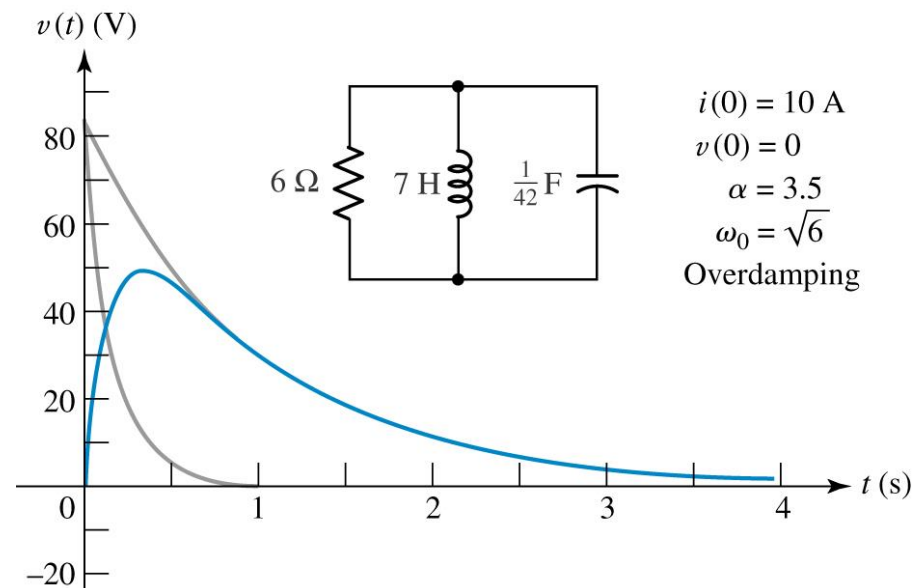 v(t) (V)
80
60
40
20
0
–20
1
2
3
4
t (s)
6 Ω
7 H
1/42 F
i(0) = 10 A
v(0) = 0
α = 3.5
ω₀ = √6
Overdamping